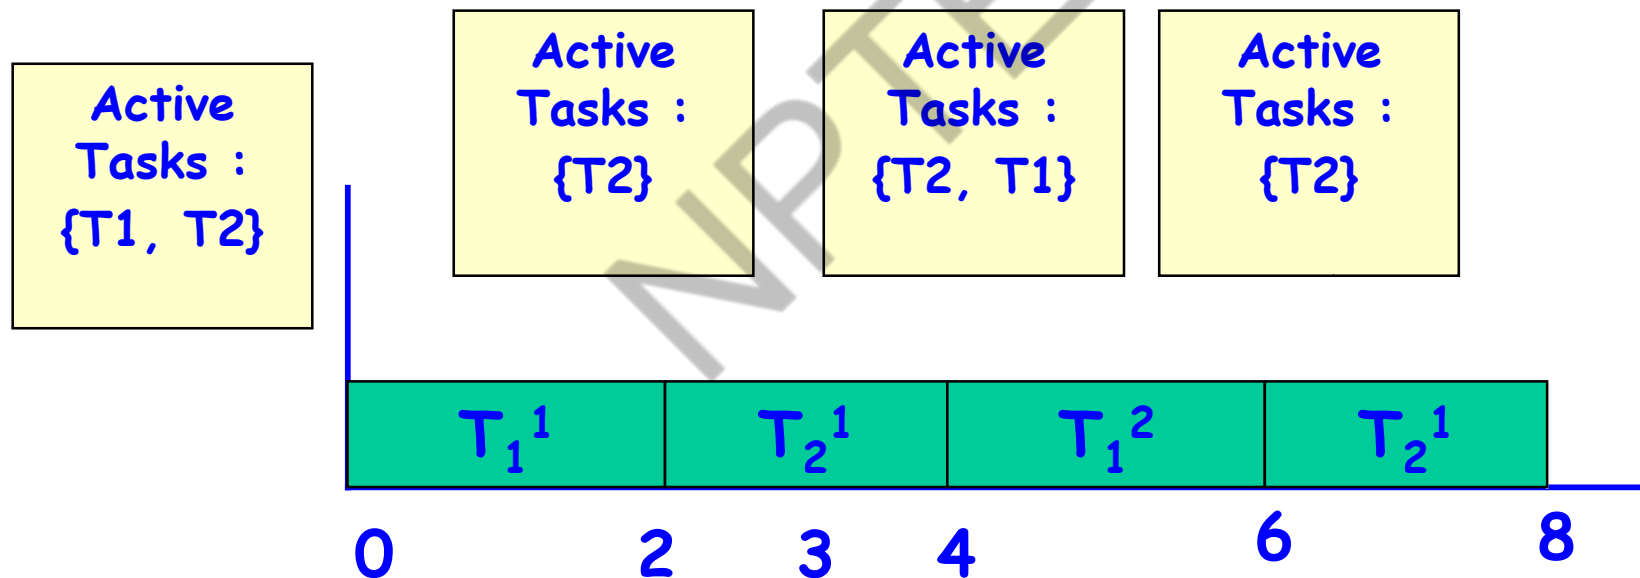 Active
Tasks :
{T1, T2}
Active
Tasks :
{T2}
Active
Tasks :
{T2, T1}
Active
Tasks :
{T2}
NPTE
T₁¹ T₂¹ T₁² T₂¹
0 2 3 4 6 8